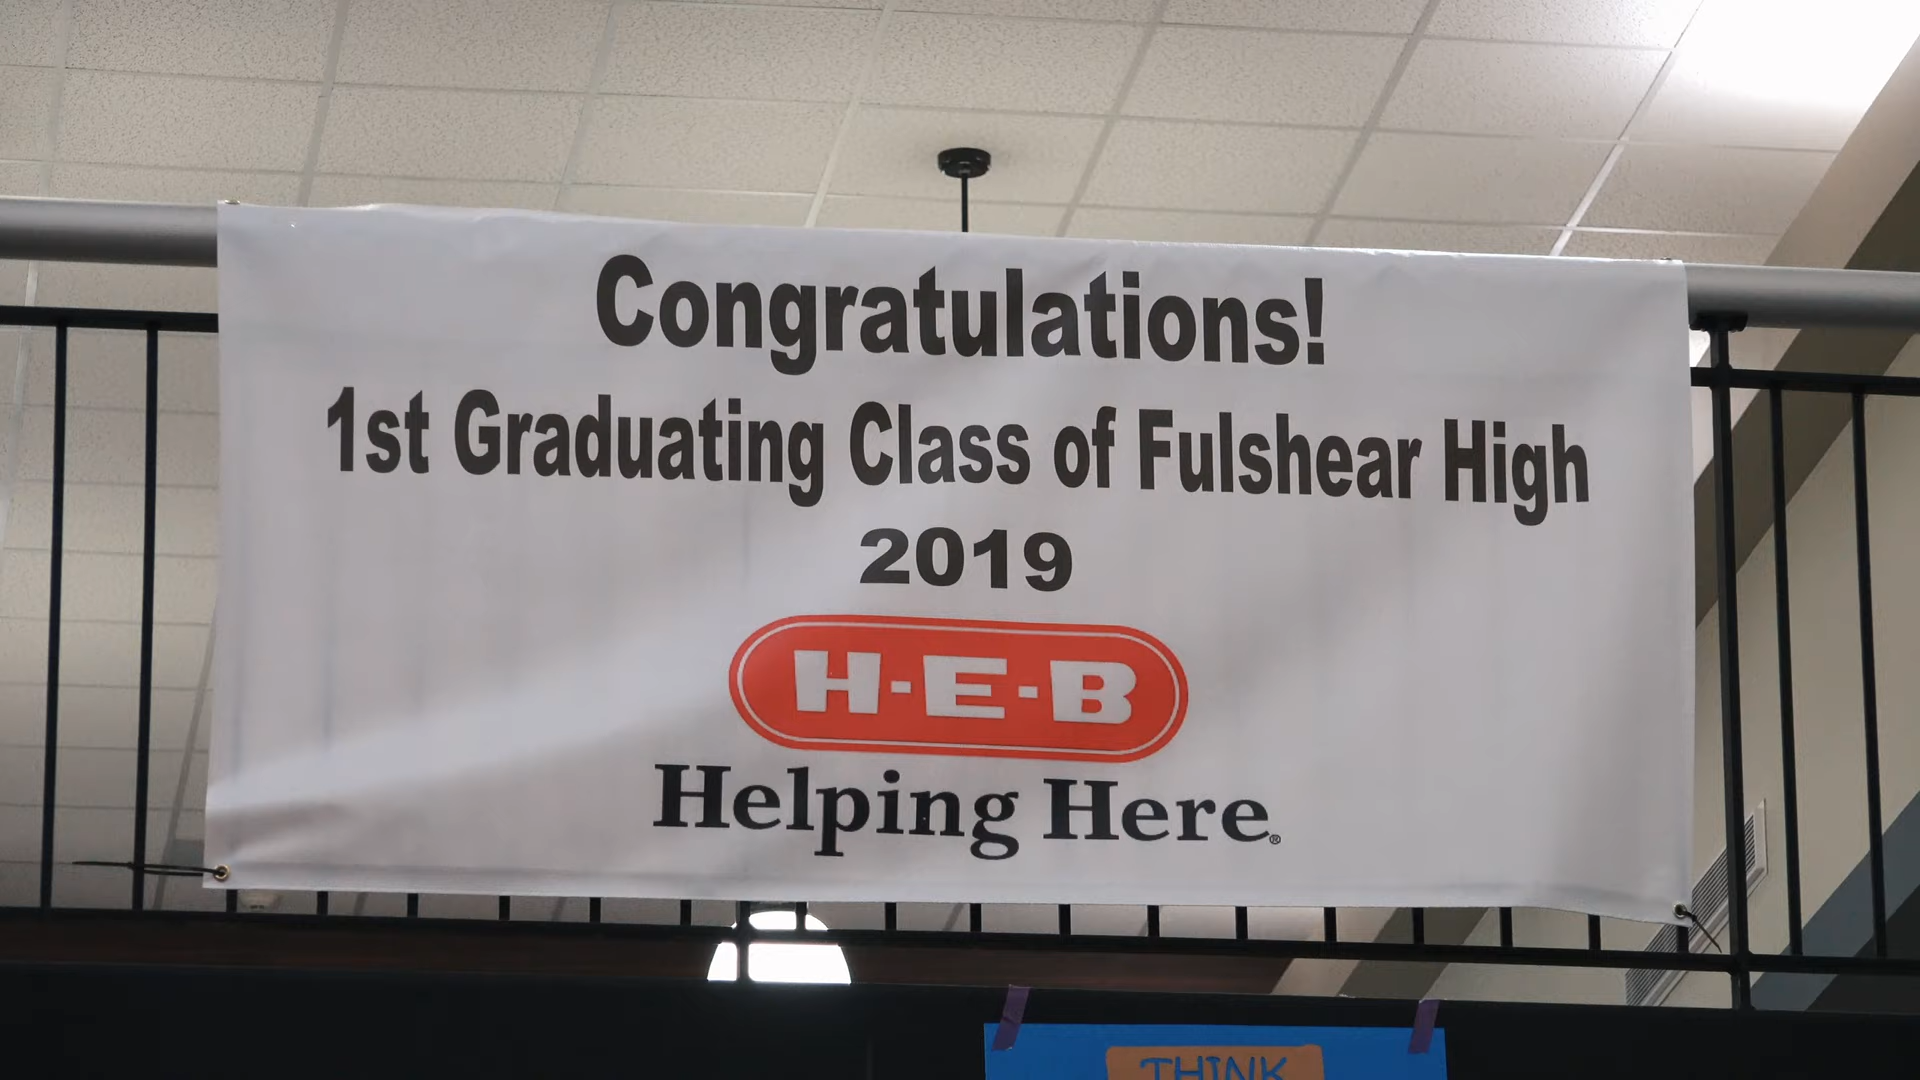 Congratulations!
1st Graduating Class of Fulshear High
2019
H-E-B
Helping Here®
THINK